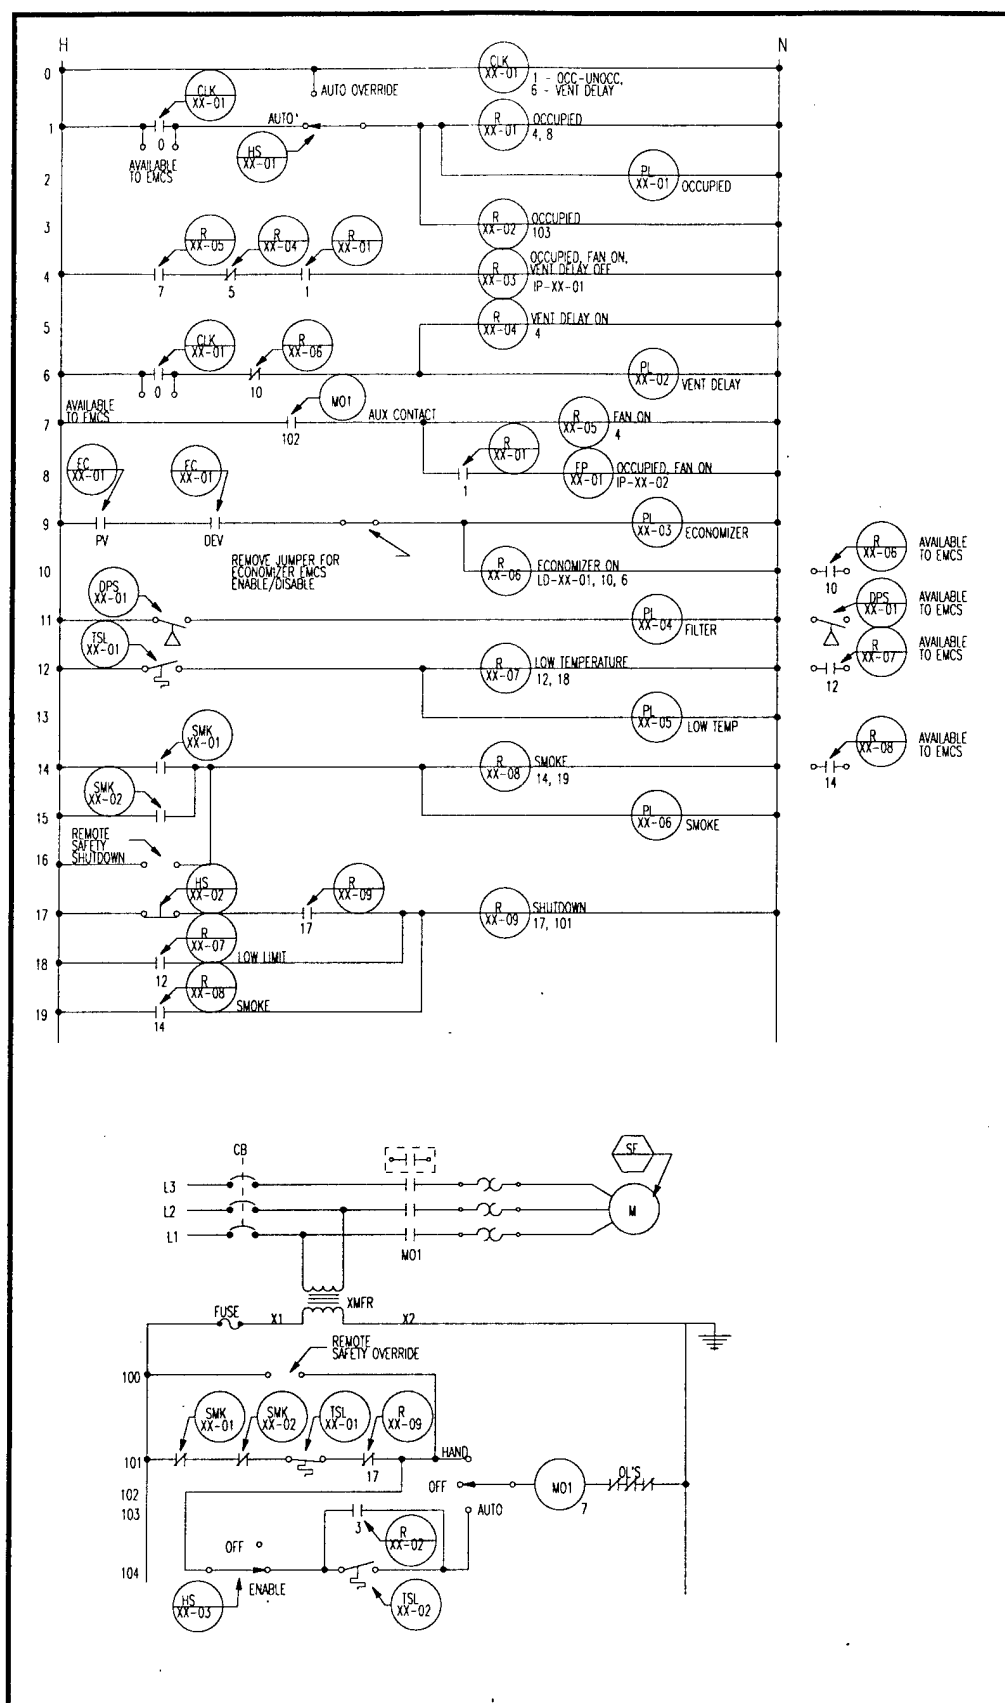 H
N
0
CLK
XX-01
1 - OCC-UNOCC,
6 - VENT DELAY
AUTO OVERRIDE
CLK
XX-01
1
0
AVAILABLE
TO EMCS
AUTO
HS
XX-01
R
XX-01
OCCUPIED
4, 8
2
PL
XX-01
OCCUPIED
3
R
XX-02
OCCUPIED
103
R
XX-05
R
XX-04
R
XX-01
4
7
5
1
R
XX-03
OCCUPIED, FAN ON,
VENT DELAY OFF
IP-XX-01
5
R
XX-04
VENT DELAY ON
4
CLK
XX-01
R
XX-06
6
0
10
PL
XX-02
VENT DELAY
AVAILABLE
TO EMCS
M01
AUX CONTACT
7
102
R
XX-05
FAN ON
4
R
XX-01
8
1
EP
XX-01
OCCUPIED, FAN ON
IP-XX-02
EC
XX-01
EC
XX-01
9
PV
DEV
PL
XX-03
ECONOMIZER
REMOVE JUMPER FOR
ECONOMIZER EMCS
ENABLE/DISABLE
10
R
XX-06
ECONOMIZER ON
LD-XX-01, 10, 6
R
XX-06
10
AVAILABLE
TO EMCS
DPS
XX-01
11
PL
XX-04
FILTER
DPS
XX-01
AVAILABLE
TO EMCS
TSL
XX-01
12
R
XX-07
LOW TEMPERATURE
12, 18
R
XX-07
12
AVAILABLE
TO EMCS
13
PL
XX-05
LOW TEMP
SMK
XX-01
14
R
XX-08
SMOKE
14, 19
R
XX-08
14
AVAILABLE
TO EMCS
SMK
XX-02
15
PL
XX-06
SMOKE
REMOTE
SAFETY
SHUTDOWN
16
HS
XX-02
R
XX-09
17
17
R
XX-09
SHUTDOWN
17, 101
R
XX-07
18
12
LOW LIMIT
R
XX-08
19
14
SMOKE
CB
SF
L3
L2
L1
M
M01
XMFR
FUSE
X1
X2
REMOTE
SAFETY OVERRIDE
100
SMK
XX-01
SMK
XX-02
TSL
XX-01
R
XX-09
101
17
HAND
102
OFF
M01
7
OL'S
103
AUTO
3
R
XX-02
OFF
104
ENABLE
HS
XX-03
TSL
XX-02